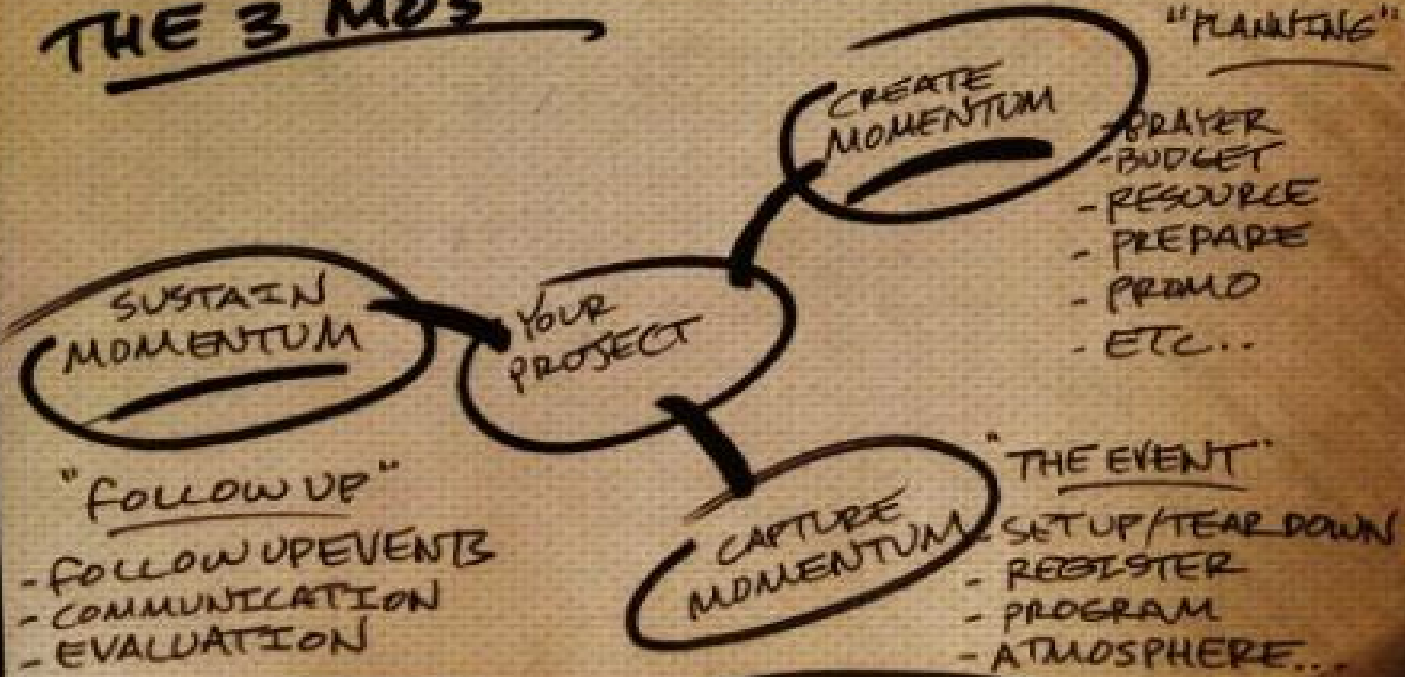 THE 3 MOS
"PLANNING"
CREATE
MOMENTUM
- PRAYER
- BUDGET
- RESOURCE
- PREPARE
- PROMO
- ETC..
SUSTAIN
MOMENTUM
YOUR
PROJECT
"FOLLOW UP"
- FOLLOW UP EVENTS
- COMMUNICATION
- EVALUATION
CAPTURE
MOMENTUM
"THE EVENT"
- SET UP/TEAR DOWN
- REGISTER
- PROGRAM
- ATMOSPHERE...